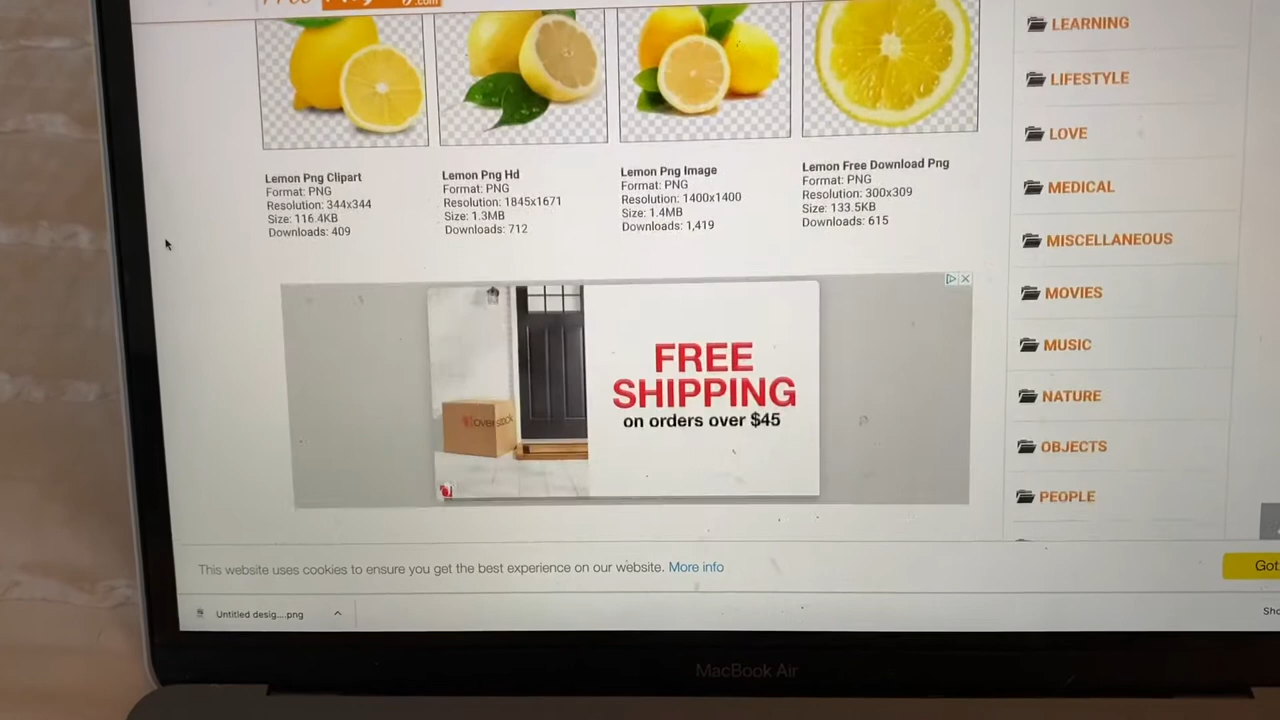 .com
Lemon Png Clipart
Format: PNG
Resolution: 344x344
Size: 116.4KB
Downloads: 409
Lemon Png Hd
Format: PNG
Resolution: 1845x1671
Size: 1.3MB
Downloads: 712
Lemon Png Image
Format: PNG
Resolution: 1400x1400
Size: 1.4MB
Downloads: 1,419
Lemon Free Download Png
Format: PNG
Resolution: 300x309
Size: 133.5KB
Downloads: 615
LEARNING
LIFESTYLE
LOVE
MEDICAL
MISCELLANEOUS
MOVIES
MUSIC
NATURE
OBJECTS
PEOPLE
overstock
FREE
SHIPPING
on orders over $45
This website uses cookies to ensure you get the best experience on our website. More info
Got
Untitled desig....png
Sho
MacBook Air